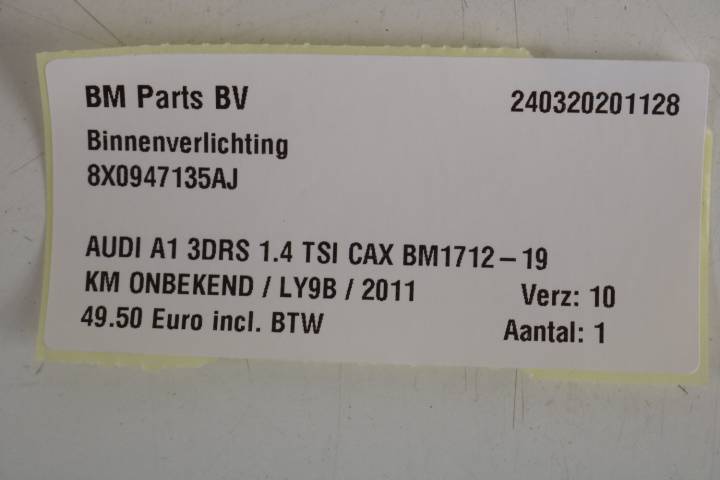 BM Parts BV 240320201128
Binnenverlichting
8X0947135AJ
AUDI A1 3DRS 1.4 TSI CAX BM1712-19
KM ONBEKEND / LY9B / 2011 Verz: 10
49.50 Euro incl. BTW Aantal: 1